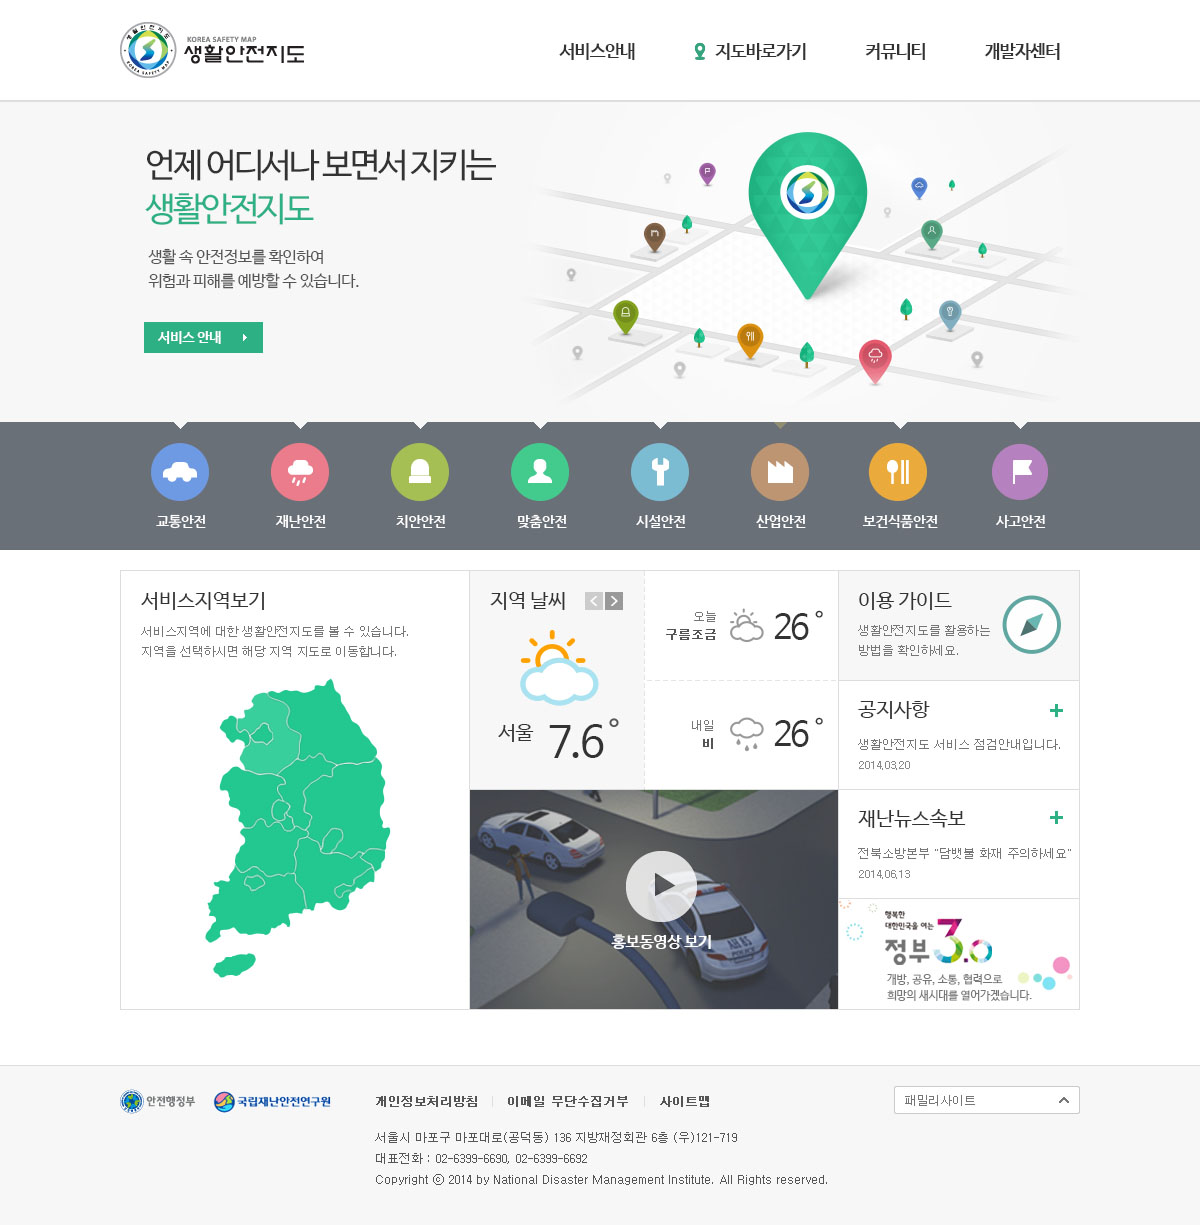 KOREA SAFETY MAP
생활안전지도
생활안전지도
KOREA SAFETY MAP
서비스안내
지도바로가기
커뮤니티
개발자센터
언제 어디서나 보면서 지키는
생활안전지도
생활 속 안전정보를 확인하여
위험과 피해를 예방할 수 있습니다.
서비스 안내
교통안전
재난안전
치안안전
맞춤안전
시설안전
산업안전
보건식품안전
사고안전
서비스지역보기
서비스지역에 대한 생활안전지도를 볼 수 있습니다.
지역을 선택하시면 해당 지역 지도로 이동합니다.
지역 날씨
서울
7.6°
오늘
구름조금
26°
내일
비
26°
홍보동영상 보기
이용 가이드
생활안전지도를 활용하는
방법을 확인하세요.
공지사항
생활안전지도 서비스 점검안내입니다.
2014.03.20
재난뉴스속보
전북소방본부 "담뱃불 화재 주의하세요"
2014.06.13
행복한
대한민국을 여는
정부 3.0
개방, 공유, 소통, 협력으로
희망의 새시대를 열어가겠습니다.
안전행정부
국립재난안전연구원
개인정보처리방침
이메일 무단수집거부
사이트맵
패밀리사이트
서울시 마포구 마포대로(공덕동) 136 지방재정회관 6층 (우)121-719
대표전화 : 02-6399-6690, 02-6399-6692
Copyright ⓒ 2014 by National Disaster Management Institute. All Rights reserved.